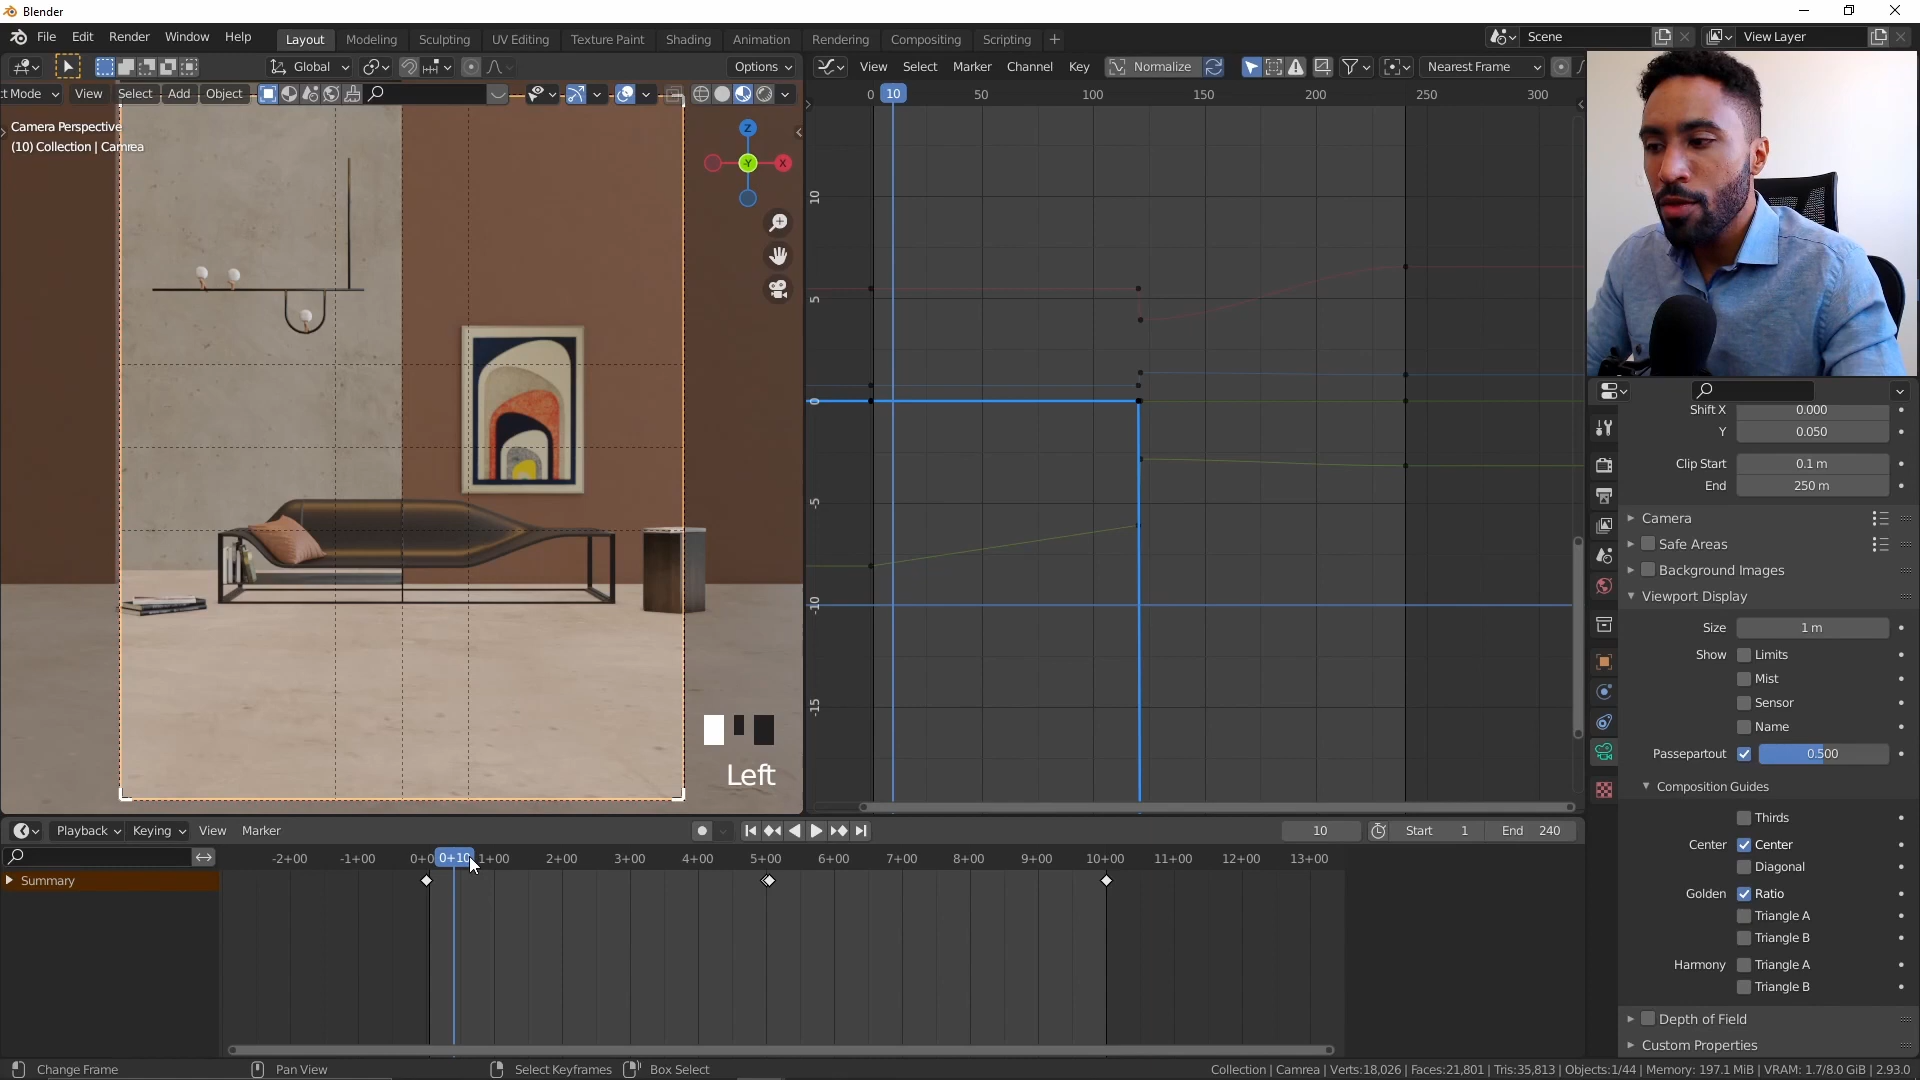 Blender
File Edit Render Window Help
Layout Modeling Sculpting UV Editing Texture Paint Shading Animation Rendering Compositing Scripting +
Scene
View Layer
Global
Options
View Select Marker Channel Key
Normalize
Nearest Frame
t Mode View Select Add Object
Camera Perspective
(10) Collection | Camrea
Z
-Y
X
0 10 50 100 150 200 250 300
10
5
0
-5
-10
-15
Left
Shift X 0.000
Y 0.050
Clip Start 0.1 m
End 250 m
Camera
Safe Areas
Background Images
Viewport Display
Size 1 m
Show Limits
Mist
Sensor
Name
Passepartout 0.500
Composition Guides
Thirds
Center Center
Diagonal
Golden Ratio
Triangle A
Triangle B
Harmony Triangle A
Triangle B
Depth of Field
Custom Properties
Playback Keying View Marker
10 Start 1 End 240
-2+00 -1+00 0+0 0+10 1+00 2+00 3+00 4+00 5+00 6+00 7+00 8+00 9+00 10+00 11+00 12+00 13+00
Summary
Change Frame Pan View Select Keyframes Box Select
Collection | Camrea | Verts:18,026 | Faces:21,801 | Tris:35,813 | Objects:1/44 | Memory: 197.1 MiB | VRAM: 1.7/8.0 GiB | 2.93.0